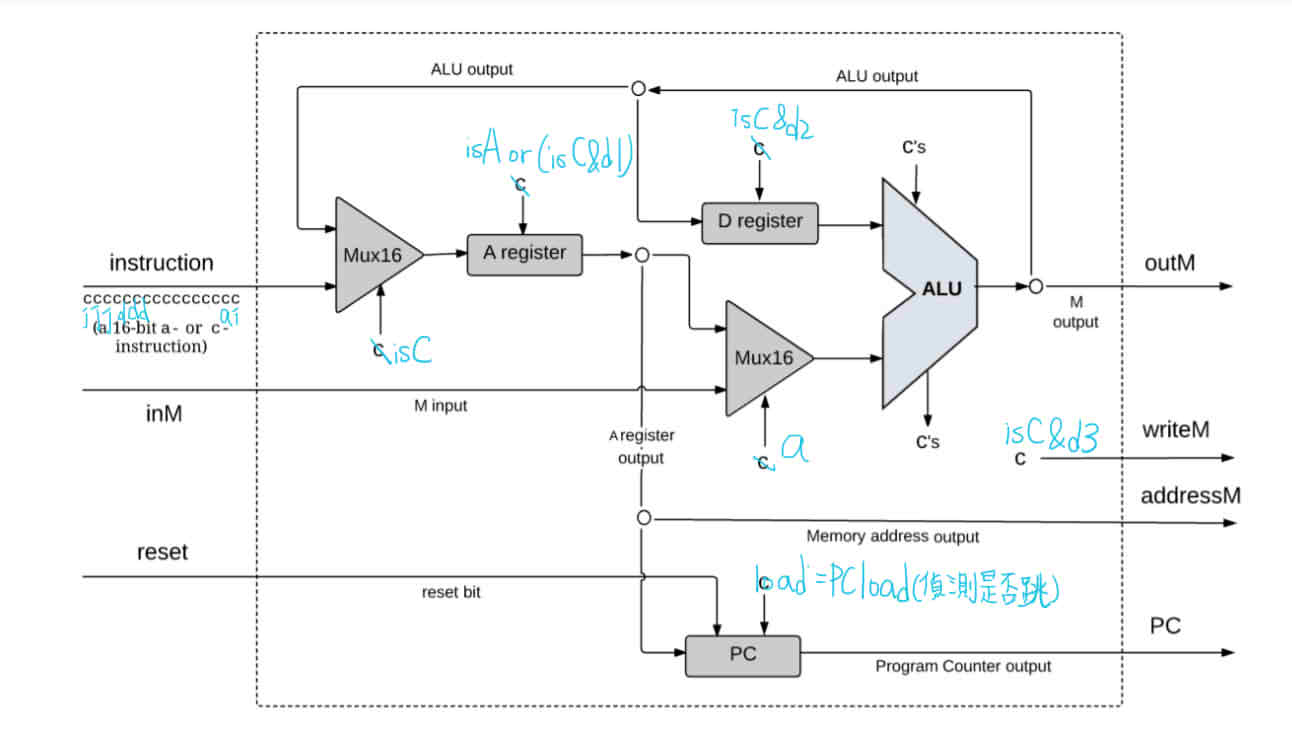 ALU output
ALU output
isC&d2
c
C's
isA or (isC&d1)
c
D register
Mux16
A register
instruction
cccccccccccccccc
jjjddd ai
(a 16-bit a- or c-
instruction)
c isC
ALU
outM
M
output
Mux16
inM
M input
A register
output
c a
C's
isC&d3
c
writeM
addressM
Memory address output
reset
reset bit
c
load=PCload(偵測是否跳)
PC
PC
Program Counter output